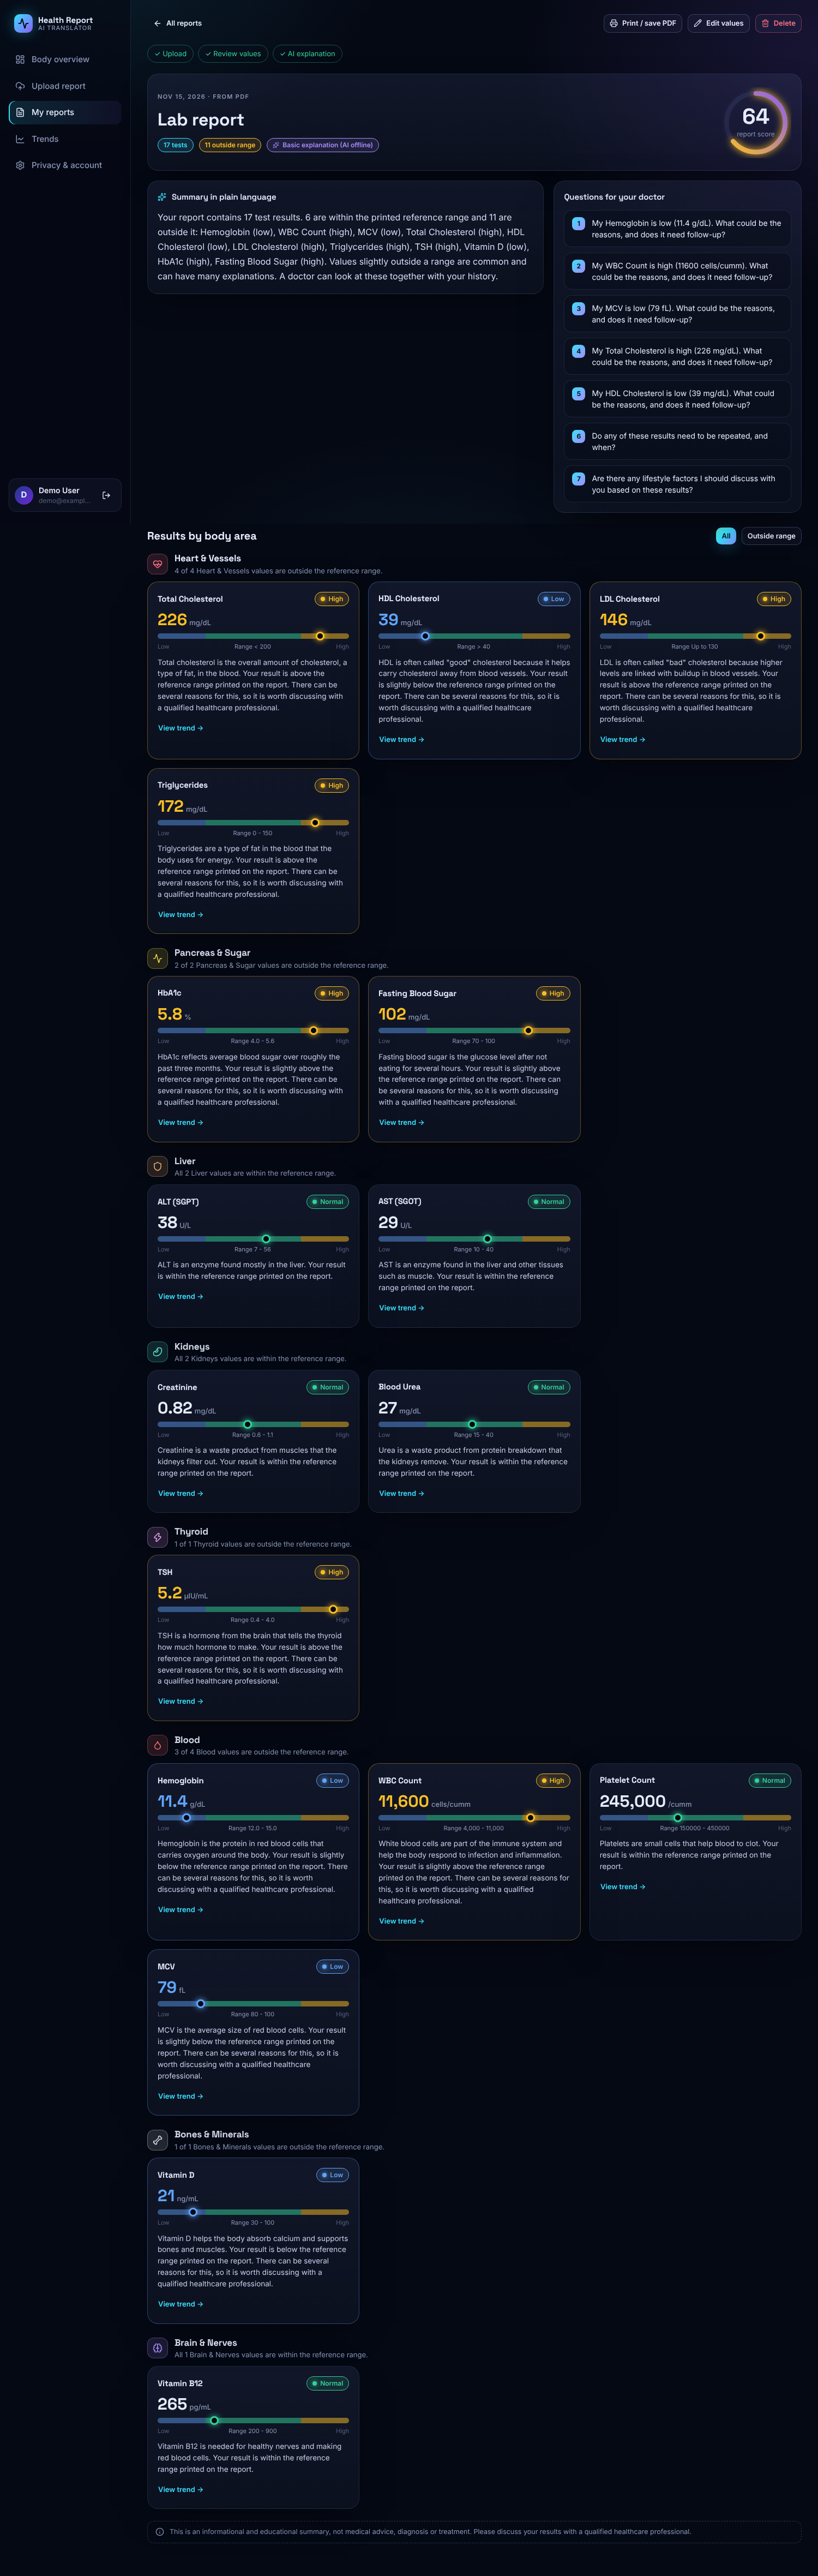 Health Report
AI TRANSLATOR
Body overview
Upload report
My reports
Trends
Privacy & account
D
Demo User
demo@exampl...
← All reports
Print / save PDF
Edit values
Delete
✓ Upload
✓ Review values
✓ AI explanation
NOV 15, 2026 · FROM PDF
Lab report
17 tests
11 outside range
Basic explanation (AI offline)
64
report score
Summary in plain language
Your report contains 17 test results. 6 are within the printed reference range and 11 are
outside it: Hemoglobin (low), WBC Count (high), MCV (low), Total Cholesterol (high), HDL
Cholesterol (low), LDL Cholesterol (high), Triglycerides (high), TSH (high), Vitamin D (low),
HbA1c (high), Fasting Blood Sugar (high). Values slightly outside a range are common and
can have many explanations. A doctor can look at these together with your history.
Questions for your doctor
1
My Hemoglobin is low (11.4 g/dL). What could be the
reasons, and does it need follow-up?
2
My WBC Count is high (11600 cells/cumm). What
could be the reasons, and does it need follow-up?
3
My MCV is low (79 fL). What could be the reasons,
and does it need follow-up?
4
My Total Cholesterol is high (226 mg/dL). What
could be the reasons, and does it need follow-up?
5
My HDL Cholesterol is low (39 mg/dL). What could
be the reasons, and does it need follow-up?
6
Do any of these results need to be repeated, and
when?
7
Are there any lifestyle factors I should discuss with
you based on these results?
Results by body area
All
Outside range
Heart & Vessels
4 of 4 Heart & Vessels values are outside the reference range.
Total Cholesterol
High
226 mg/dL
Low
Range < 200
High
Total cholesterol is the overall amount of cholesterol, a
type of fat, in the blood. Your result is above the
reference range printed on the report. There can be
several reasons for this, so it is worth discussing with
a qualified healthcare professional.
View trend →
HDL Cholesterol
Low
39 mg/dL
Low
Range > 40
High
HDL is often called "good" cholesterol because it helps
carry cholesterol away from blood vessels. Your result
is slightly below the reference range printed on the
report. There can be several reasons for this, so it is
worth discussing with a qualified healthcare
professional.
View trend →
LDL Cholesterol
High
146 mg/dL
Low
Range Up to 130
High
LDL is often called "bad" cholesterol because higher
levels are linked with buildup in blood vessels. Your
result is above the reference range printed on the
report. There can be several reasons for this, so it is
worth discussing with a qualified healthcare
professional.
View trend →
Triglycerides
High
172 mg/dL
Low
Range 0 - 150
High
Triglycerides are a type of fat in the blood that the
body uses for energy. Your result is above the
reference range printed on the report. There can be
several reasons for this, so it is worth discussing with
a qualified healthcare professional.
View trend →
Pancreas & Sugar
2 of 2 Pancreas & Sugar values are outside the reference range.
HbA1c
High
5.8 %
Low
Range 4.0 - 5.6
High
HbA1c reflects average blood sugar over roughly the
past three months. Your result is slightly above the
reference range printed on the report. There can be
several reasons for this, so it is worth discussing with
a qualified healthcare professional.
View trend →
Fasting Blood Sugar
High
102 mg/dL
Low
Range 70 - 100
High
Fasting blood sugar is the glucose level after not
eating for several hours. Your result is slightly above
the reference range printed on the report. There can
be several reasons for this, so it is worth discussing
with a qualified healthcare professional.
View trend →
Liver
All 2 Liver values are within the reference range.
ALT (SGPT)
Normal
38 U/L
Low
Range 7 - 56
High
ALT is an enzyme found mostly in the liver. Your result
is within the reference range printed on the report.
View trend →
AST (SGOT)
Normal
29 U/L
Low
Range 10 - 40
High
AST is an enzyme found in the liver and other tissues
such as muscle. Your result is within the reference
range printed on the report.
View trend →
Kidneys
All 2 Kidneys values are within the reference range.
Creatinine
Normal
0.82 mg/dL
Low
Range 0.6 - 1.1
High
Creatinine is a waste product from muscles that the
kidneys filter out. Your result is within the reference
range printed on the report.
View trend →
Blood Urea
Normal
27 mg/dL
Low
Range 15 - 40
High
Urea is a waste product from protein breakdown that
the kidneys remove. Your result is within the reference
range printed on the report.
View trend →
Thyroid
1 of 1 Thyroid values are outside the reference range.
TSH
High
5.2 µIU/mL
Low
Range 0.4 - 4.0
High
TSH is a hormone from the brain that tells the thyroid
how much hormone to make. Your result is above the
reference range printed on the report. There can be
several reasons for this, so it is worth discussing with
a qualified healthcare professional.
View trend →
Blood
3 of 4 Blood values are outside the reference range.
Hemoglobin
Low
11.4 g/dL
Low
Range 12.0 - 15.0
High
Hemoglobin is the protein in red blood cells that
carries oxygen around the body. Your result is slightly
below the reference range printed on the report. There
can be several reasons for this, so it is worth
discussing with a qualified healthcare professional.
View trend →
WBC Count
High
11,600 cells/cumm
Low
Range 4,000 - 11,000
High
White blood cells are part of the immune system and
help the body respond to infection and inflammation.
Your result is slightly above the reference range
printed on the report. There can be several reasons for
this, so it is worth discussing with a qualified
healthcare professional.
View trend →
Platelet Count
Normal
245,000 /cumm
Low
Range 150000 - 450000
High
Platelets are small cells that help blood to clot. Your
result is within the reference range printed on the
report.
View trend →
MCV
Low
79 fL
Low
Range 80 - 100
High
MCV is the average size of red blood cells. Your result
is slightly below the reference range printed on the
report. There can be several reasons for this, so it is
worth discussing with a qualified healthcare
professional.
View trend →
Bones & Minerals
1 of 1 Bones & Minerals values are outside the reference range.
Vitamin D
Low
21 ng/mL
Low
Range 30 - 100
High
Vitamin D helps the body absorb calcium and supports
bones and muscles. Your result is below the reference
range printed on the report. There can be several
reasons for this, so it is worth discussing with a
qualified healthcare professional.
View trend →
Brain & Nerves
All 1 Brain & Nerves values are within the reference range.
Vitamin B12
Normal
265 pg/mL
Low
Range 200 - 900
High
Vitamin B12 is needed for healthy nerves and making
red blood cells. Your result is within the reference
range printed on the report.
View trend →
This is an informational and educational summary, not medical advice, diagnosis or treatment. Please discuss your results with a qualified healthcare professional.